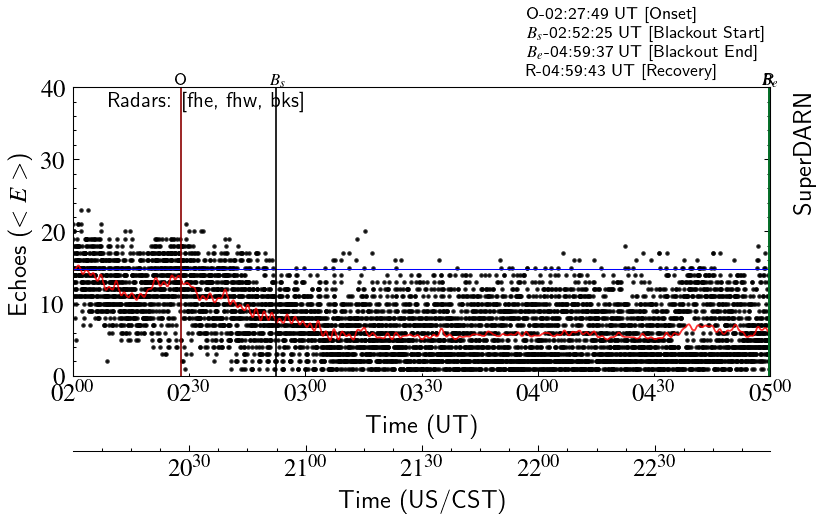 O-02:27:49 UT [Onset]
Bₛ-02:52:25 UT [Blackout Start]
Bₑ-04:59:37 UT [Blackout End]
R-04:59:43 UT [Recovery]
O Bₛ Bₑ
Radars: [fhe, fhw, bks]
SuperDARN
Echoes (< E >)
40
30
20
10
0
02⁰⁰ 02³⁰ 03⁰⁰ 03³⁰ 04⁰⁰ 04³⁰ 05⁰⁰
Time (UT)
20³⁰ 21⁰⁰ 21³⁰ 22⁰⁰ 22³⁰
Time (US/CST)